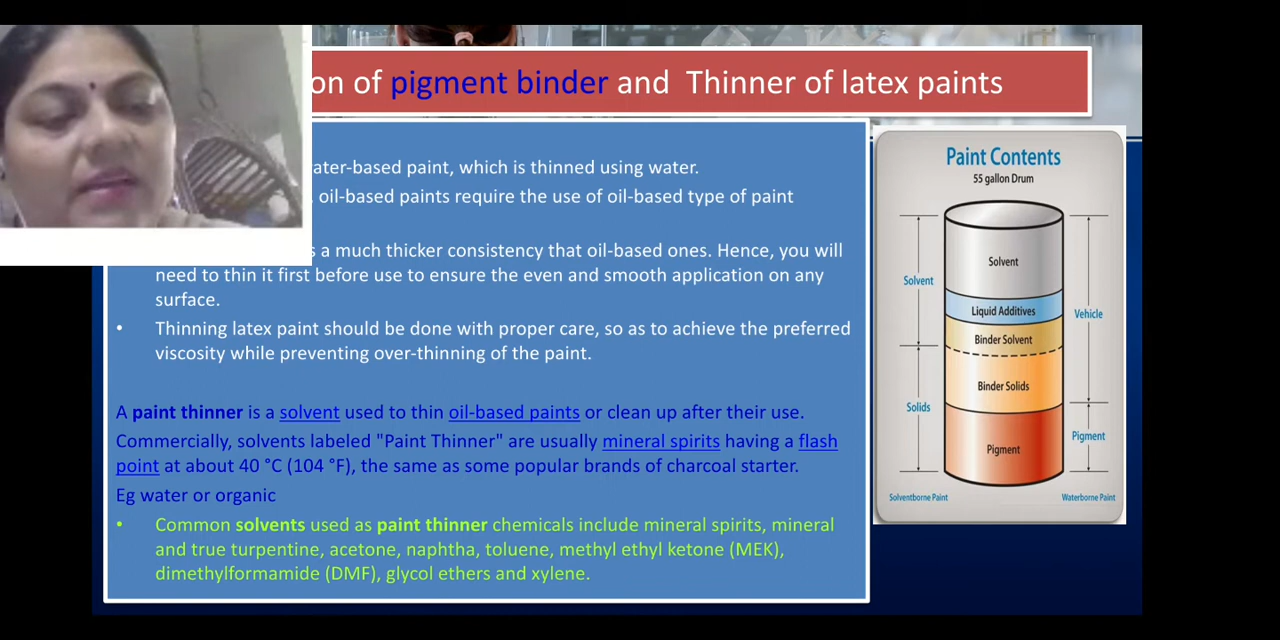 on of pigment binder and Thinner of latex paints
ater-based paint, which is thinned using water.
oil-based paints require the use of oil-based type of paint
s a much thicker consistency that oil-based ones. Hence, you will
need to thin it first before use to ensure the even and smooth application on any
surface.
• Thinning latex paint should be done with proper care, so as to achieve the preferred
viscosity while preventing over-thinning of the paint.
A paint thinner is a solvent used to thin oil-based paints or clean up after their use.
Commercially, solvents labeled "Paint Thinner" are usually mineral spirits having a flash
point at about 40 °C (104 °F), the same as some popular brands of charcoal starter.
Eg water or organic
• Common solvents used as paint thinner chemicals include mineral spirits, mineral
and true turpentine, acetone, naphtha, toluene, methyl ethyl ketone (MEK),
dimethylformamide (DMF), glycol ethers and xylene.
Paint Contents
55 gallon Drum
Solvent
Solvent
Liquid Additives
Vehicle
Binder Solvent
Binder Solids
Solids
Pigment
Pigment
Solventborne Paint
Waterborne Paint